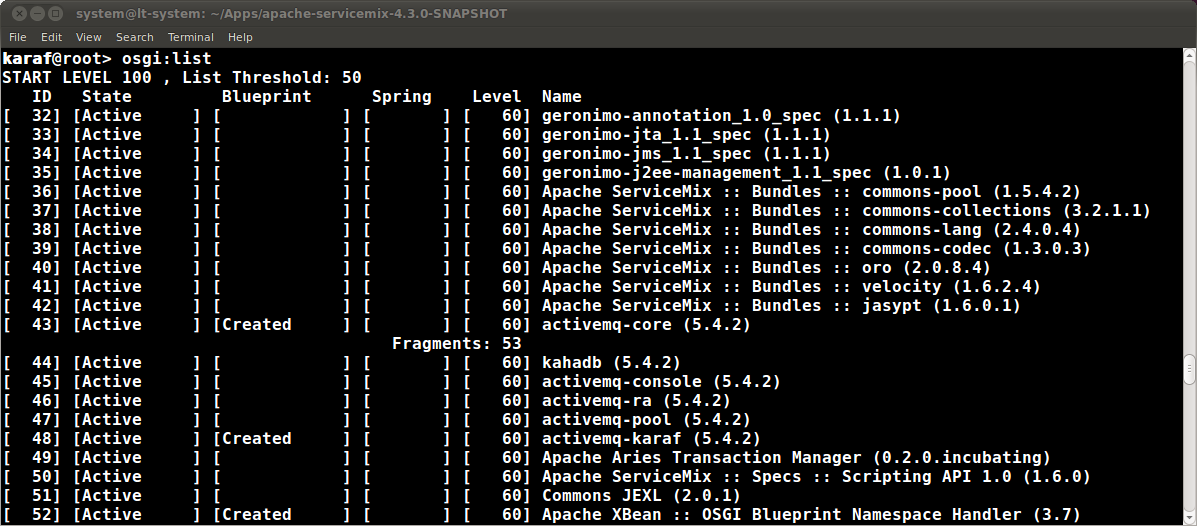 system@lt-system: ~/Apps/apache-servicemix-4.3.0-SNAPSHOT
File Edit View Search Terminal Help
karaf@root> osgi:list
START LEVEL 100 , List Threshold: 50
   ID   State         Blueprint      Spring    Level  Name
[  32] [Active     ] [            ] [       ] [   60] geronimo-annotation_1.0_spec (1.1.1)
[  33] [Active     ] [            ] [       ] [   60] geronimo-jta_1.1_spec (1.1.1)
[  34] [Active     ] [            ] [       ] [   60] geronimo-jms_1.1_spec (1.1.1)
[  35] [Active     ] [            ] [       ] [   60] geronimo-j2ee-management_1.1_spec (1.0.1)
[  36] [Active     ] [            ] [       ] [   60] Apache ServiceMix :: Bundles :: commons-pool (1.5.4.2)
[  37] [Active     ] [            ] [       ] [   60] Apache ServiceMix :: Bundles :: commons-collections (3.2.1.1)
[  38] [Active     ] [            ] [       ] [   60] Apache ServiceMix :: Bundles :: commons-lang (2.4.0.4)
[  39] [Active     ] [            ] [       ] [   60] Apache ServiceMix :: Bundles :: commons-codec (1.3.0.3)
[  40] [Active     ] [            ] [       ] [   60] Apache ServiceMix :: Bundles :: oro (2.0.8.4)
[  41] [Active     ] [            ] [       ] [   60] Apache ServiceMix :: Bundles :: velocity (1.6.2.4)
[  42] [Active     ] [            ] [       ] [   60] Apache ServiceMix :: Bundles :: jasypt (1.6.0.1)
[  43] [Active     ] [Created     ] [       ] [   60] activemq-core (5.4.2)
                                       Fragments: 53
[  44] [Active     ] [            ] [       ] [   60] kahadb (5.4.2)
[  45] [Active     ] [            ] [       ] [   60] activemq-console (5.4.2)
[  46] [Active     ] [            ] [       ] [   60] activemq-ra (5.4.2)
[  47] [Active     ] [            ] [       ] [   60] activemq-pool (5.4.2)
[  48] [Active     ] [Created     ] [       ] [   60] activemq-karaf (5.4.2)
[  49] [Active     ] [            ] [       ] [   60] Apache Aries Transaction Manager (0.2.0.incubating)
[  50] [Active     ] [            ] [       ] [   60] Apache ServiceMix :: Specs :: Scripting API 1.0 (1.6.0)
[  51] [Active     ] [            ] [       ] [   60] Commons JEXL (2.0.1)
[  52] [Active     ] [Created     ] [       ] [   60] Apache XBean :: OSGI Blueprint Namespace Handler (3.7)